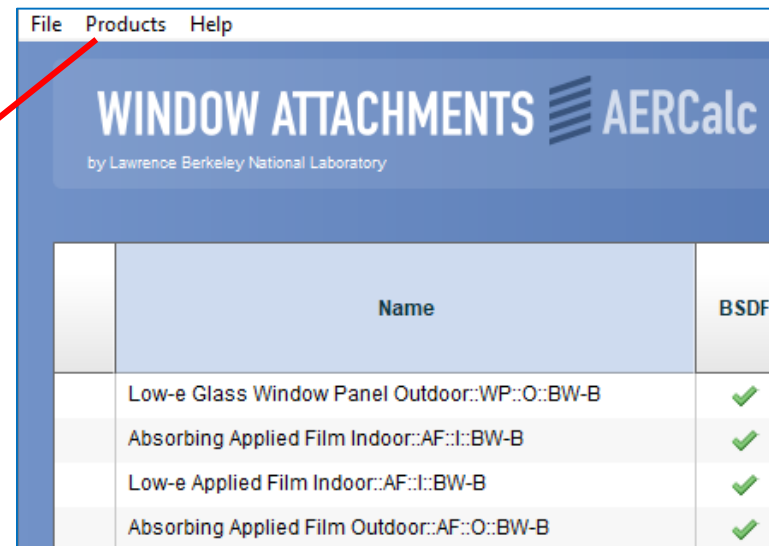 File Products Help
WINDOW ATTACHMENTS AERCalc
by Lawrence Berkeley National Laboratory
Name BSDF
Low-e Glass Window Panel Outdoor::WP::O::BW-B
Absorbing Applied Film Indoor::AF::I::BW-B
Low-e Applied Film Indoor::AF::I::BW-B
Absorbing Applied Film Outdoor::AF::O::BW-B